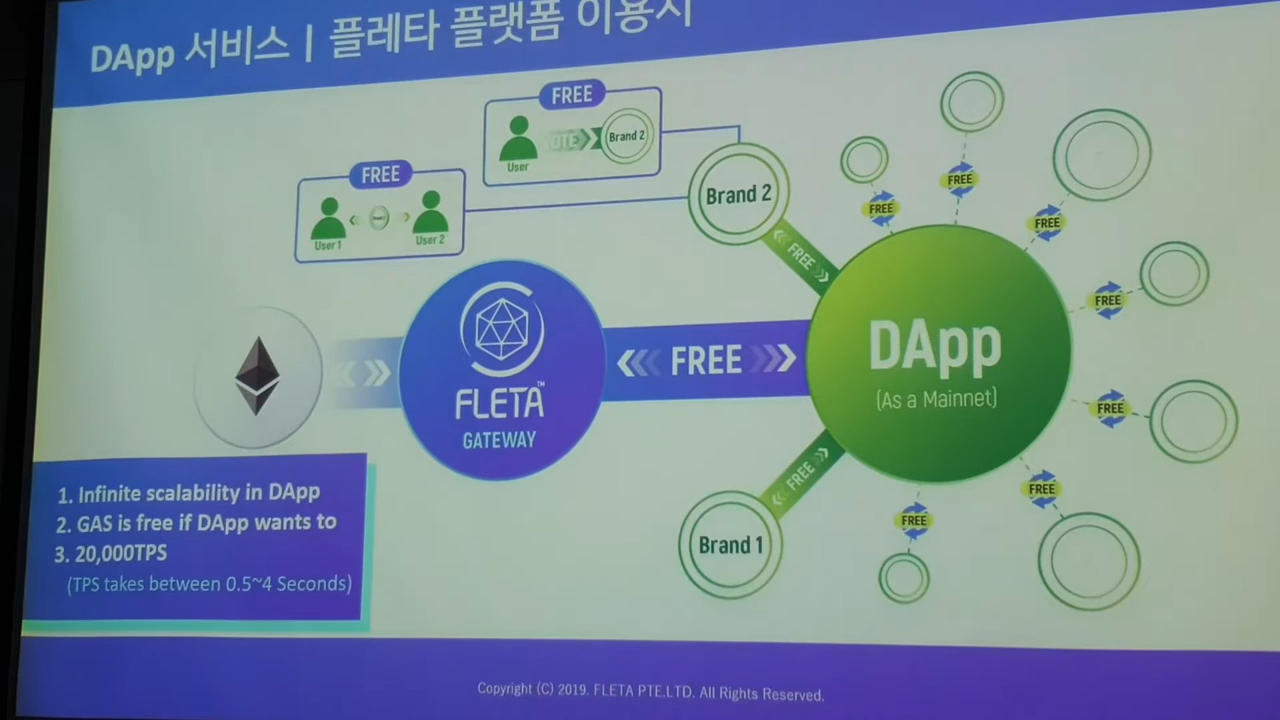 DApp 서비스 | 플레타 플랫폼 이용시
FREE
User
Brand 2
FREE
User 1
User 2
Brand 2
FREE
FREE
FREE
FREE
FREE
FREE
FLETA™
GATEWAY
FREE
DApp
(As a Mainnet)
FREE
FREE
FREE
FREE
Brand 1
1. Infinite scalability in DApp
2. GAS is free if DApp wants to
3. 20,000TPS
(TPS takes between 0.5~4 Seconds)
Copyright (C) 2019. FLETA PTE.LTD. All Rights Reserved.